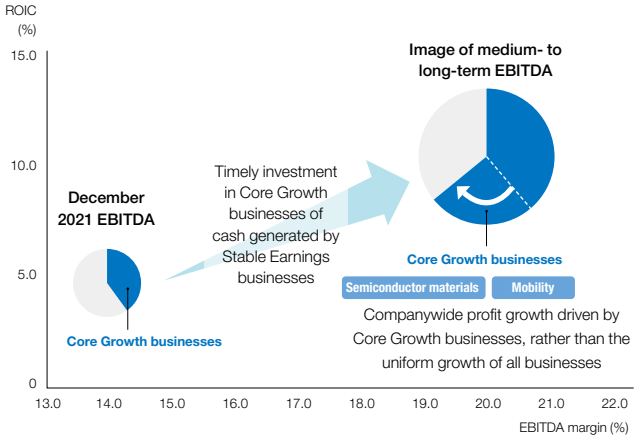 ROIC
(%)
15.0
10.0
5.0
0
Image of medium- to
long-term EBITDA
December
2021 EBITDA
Timely investment
in Core Growth
businesses of
cash generated by
Stable Earnings
businesses
Core Growth businesses
Core Growth businesses
Semiconductor materials
Mobility
Companywide profit growth driven by
Core Growth businesses, rather than the
uniform growth of all businesses
13.0 14.0 15.0 16.0 17.0 18.0 19.0 20.0 21.0 22.0
EBITDA margin (%)